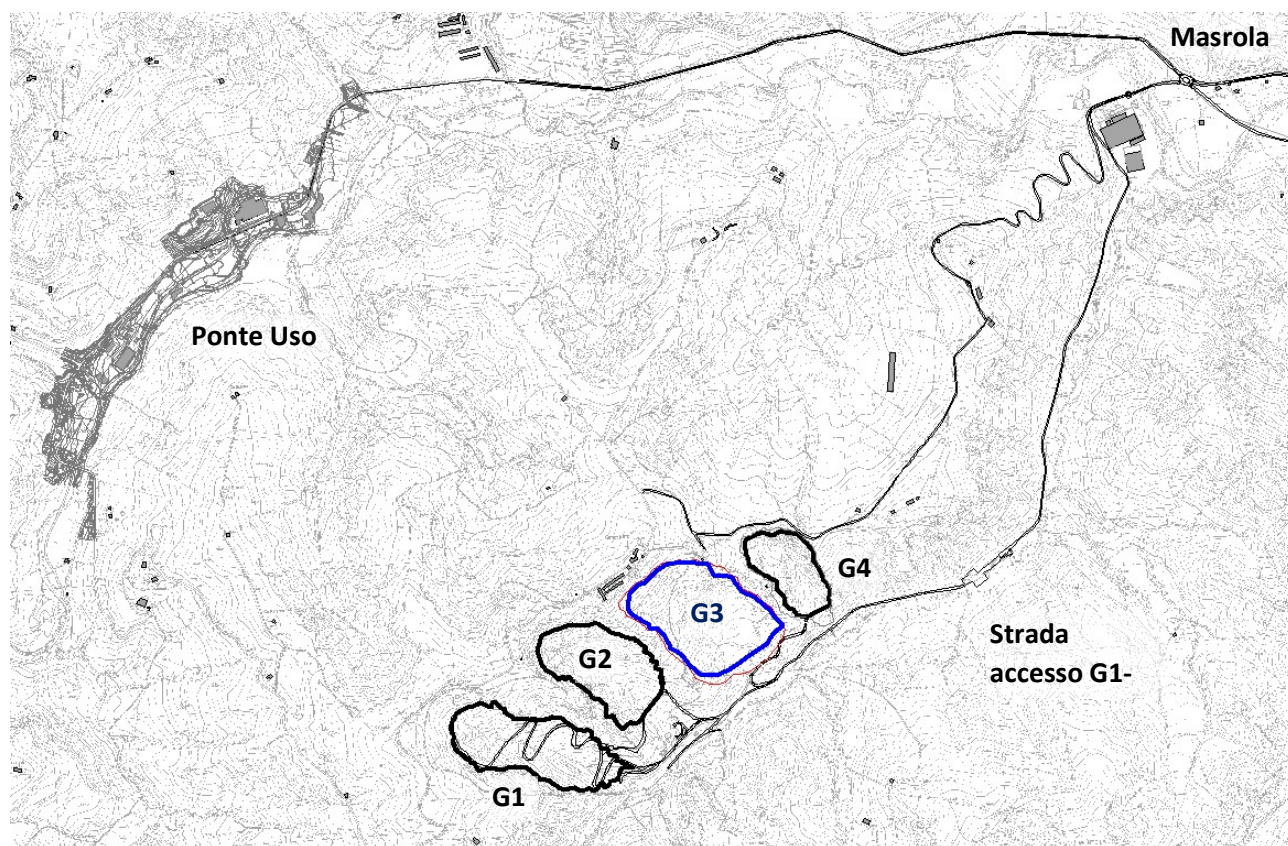 Masrola
Ponte Uso
G4
G3
G2
Strada
accesso G1-
G1